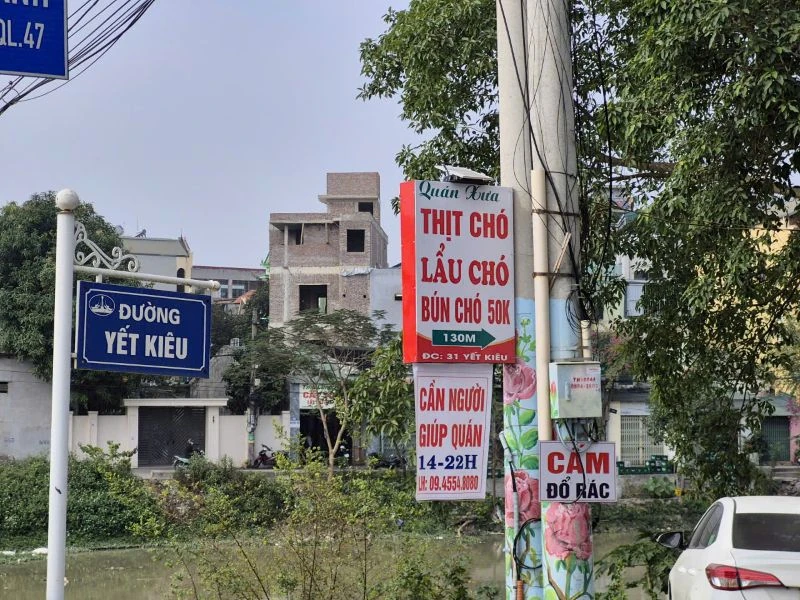 QL.47
ĐƯỜNG
YẾT KIÊU
Quán Xưa
THỊT CHÓ
LẨU CHÓ
BÚN CHÓ 50K
130M
ĐC: 31 YẾT KIÊU
CẦN NGƯỜI
GIÚP QUÁN
14-22H
LH: 09.4554.8080
CẤM
ĐỔ RÁC